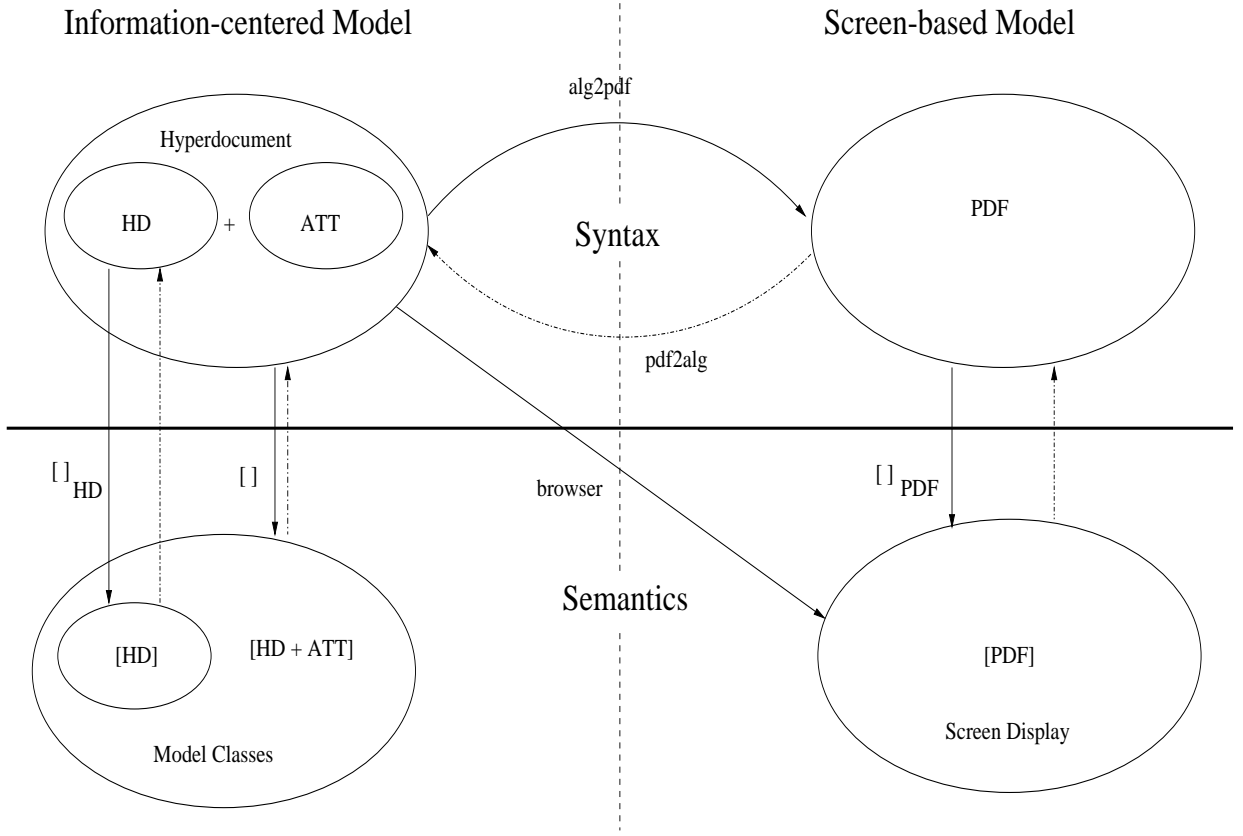 Information-centered Model
Screen-based Model
alg2pdf
Hyperdocument
HD + ATT
PDF
Syntax
pdf2alg
[ ] HD
[ ]
browser
[ ] PDF
Semantics
[HD]
[HD + ATT]
[PDF]
Model Classes
Screen Display